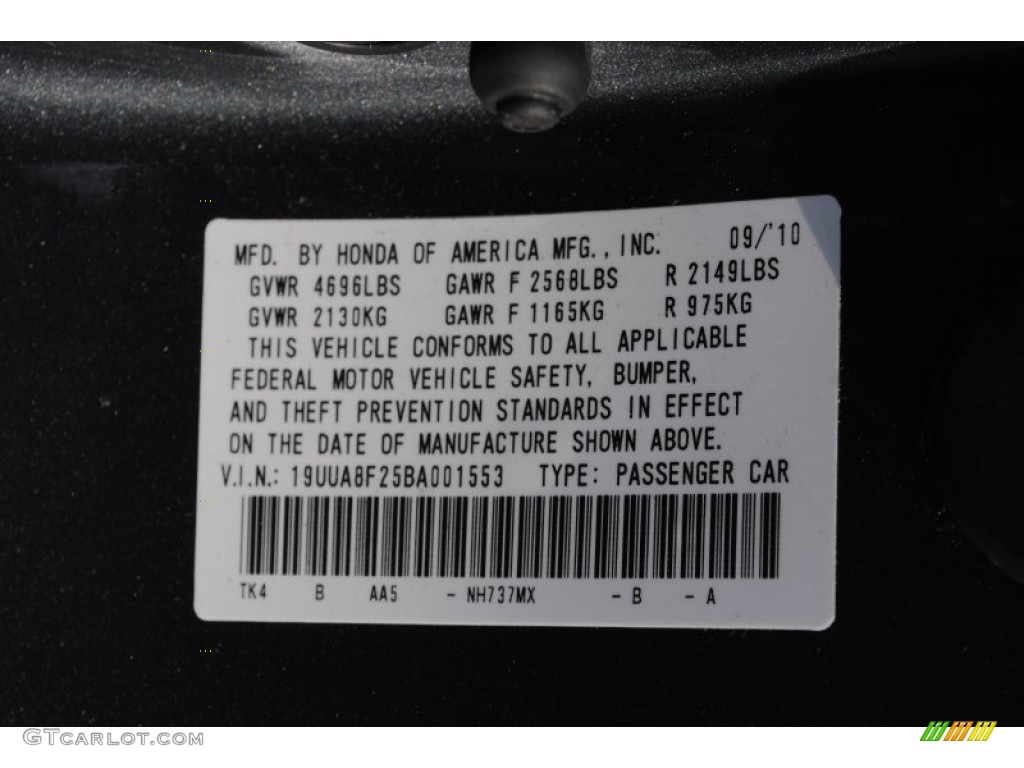 MFD. BY HONDA OF AMERICA MFG., INC. 09/'10
GVWR 4696LBS GAWR F 2568LBS R 2149LBS
GVWR 2130KG GAWR F 1165KG R 975KG
THIS VEHICLE CONFORMS TO ALL APPLICABLE
FEDERAL MOTOR VEHICLE SAFETY, BUMPER,
AND THEFT PREVENTION STANDARDS IN EFFECT
ON THE DATE OF MANUFACTURE SHOWN ABOVE.
V.I.N.: 19UUA8F25BA001553 TYPE: PASSENGER CAR
TK4 B AA5 - NH737MX - B - A
GTCARLOT.COM